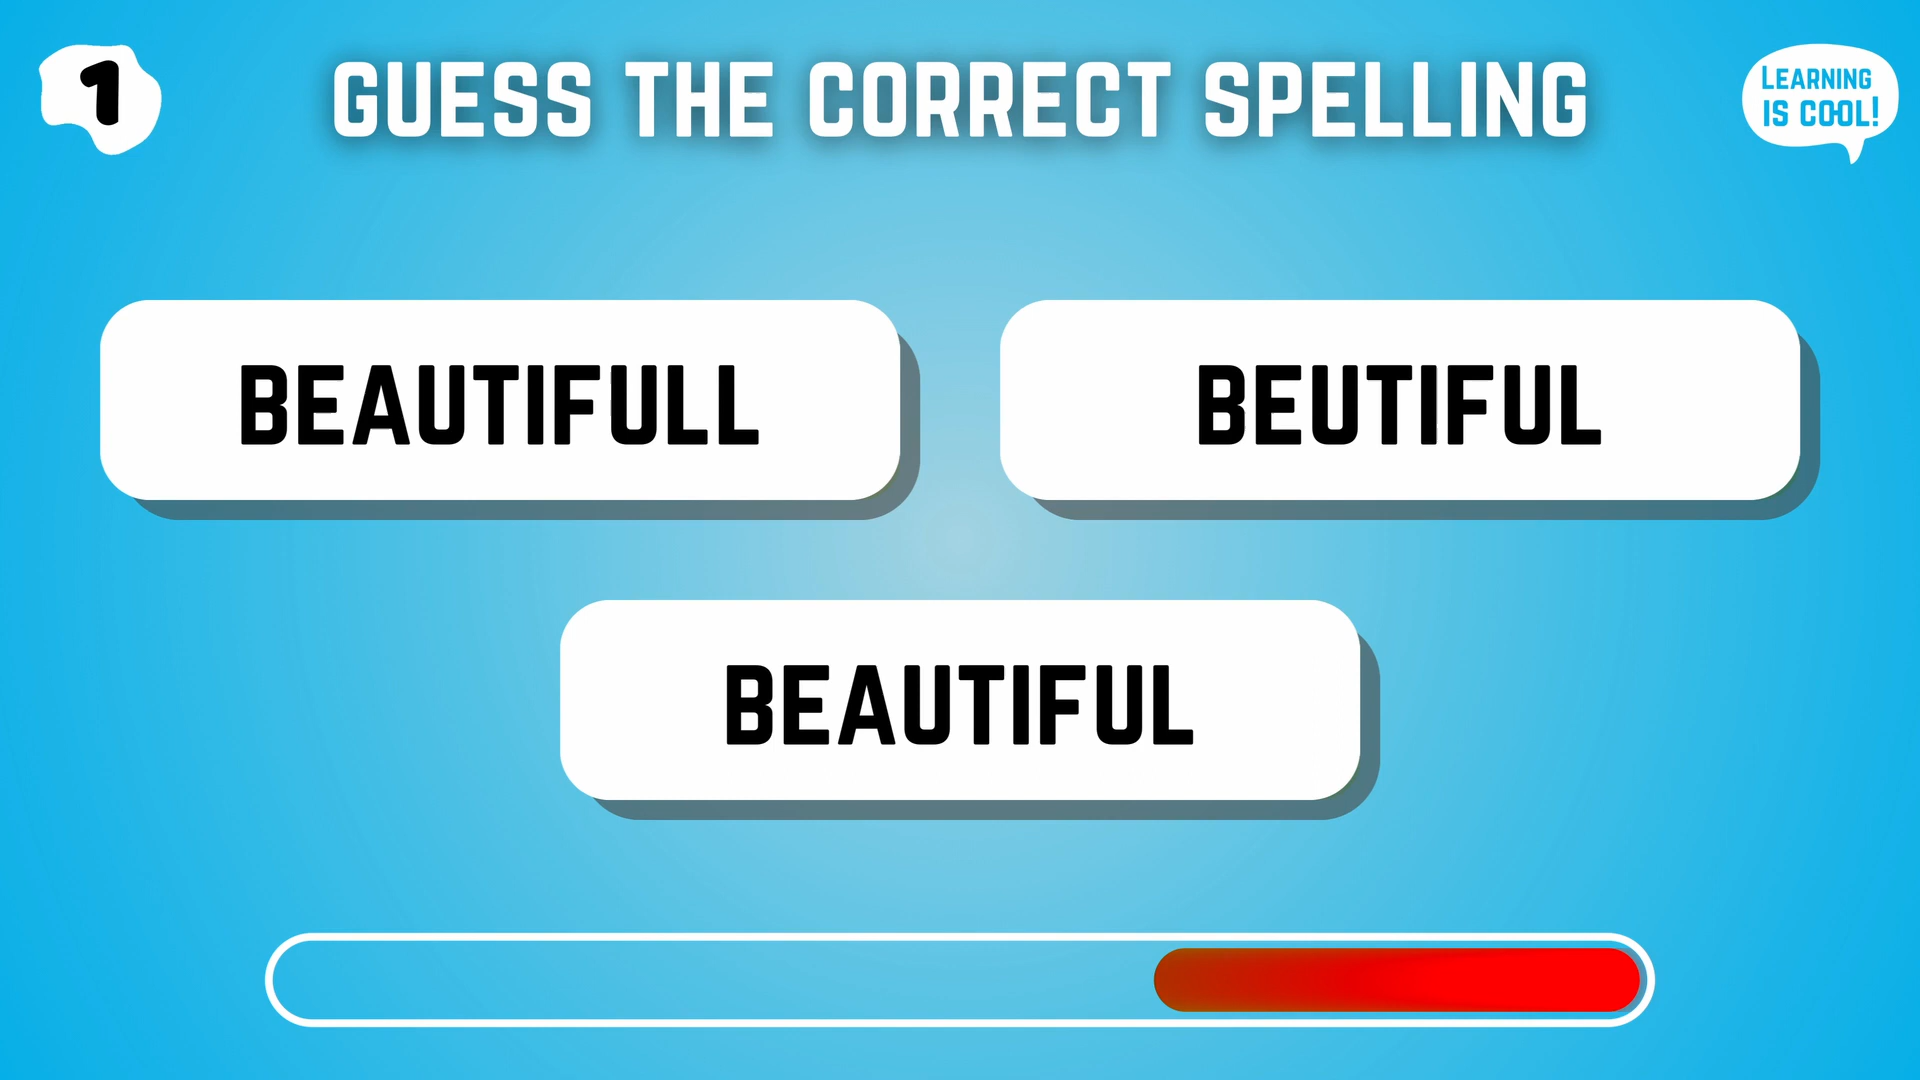 1
GUESS THE CORRECT SPELLING
LEARNING
IS COOL!
BEAUTIFULL
BEUTIFUL
BEAUTIFUL